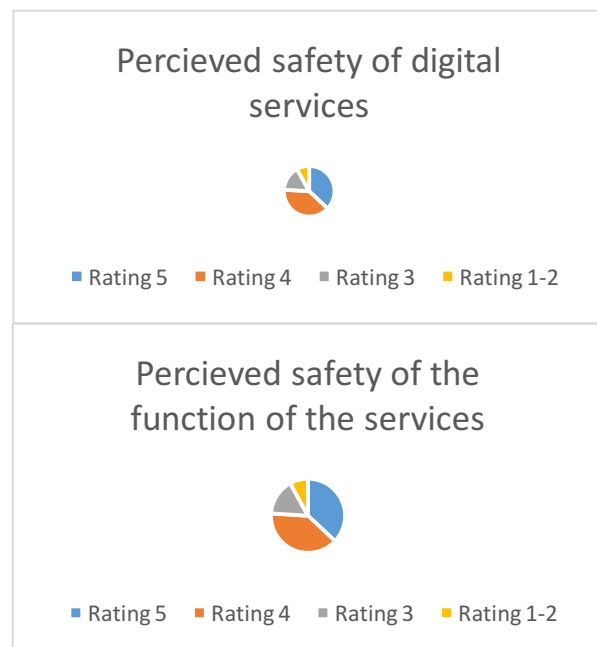 Percieved safety of digital
services
Rating 5 Rating 4 Rating 3 Rating 1-2
Percieved safety of the
function of the services
Rating 5 Rating 4 Rating 3 Rating 1-2